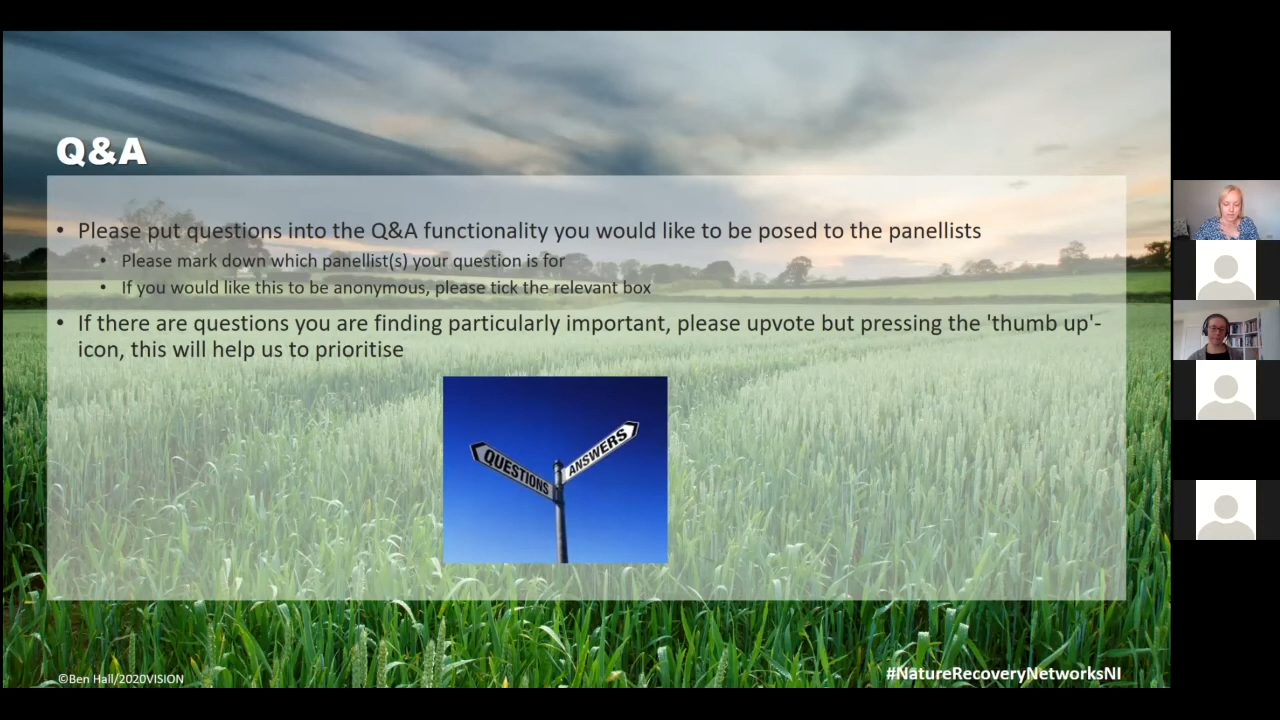 Q&A
• Please put questions into the Q&A functionality you would like to be posed to the panellists
• Please mark down which panellist(s) your question is for
• If you would like this to be anonymous, please tick the relevant box
• If there are questions you are finding particularly important, please upvote but pressing the 'thumb up'-
icon, this will help us to prioritise
QUESTIONS
ANSWERS
©Ben Hall/2020VISION
#NatureRecoveryNetworksNI